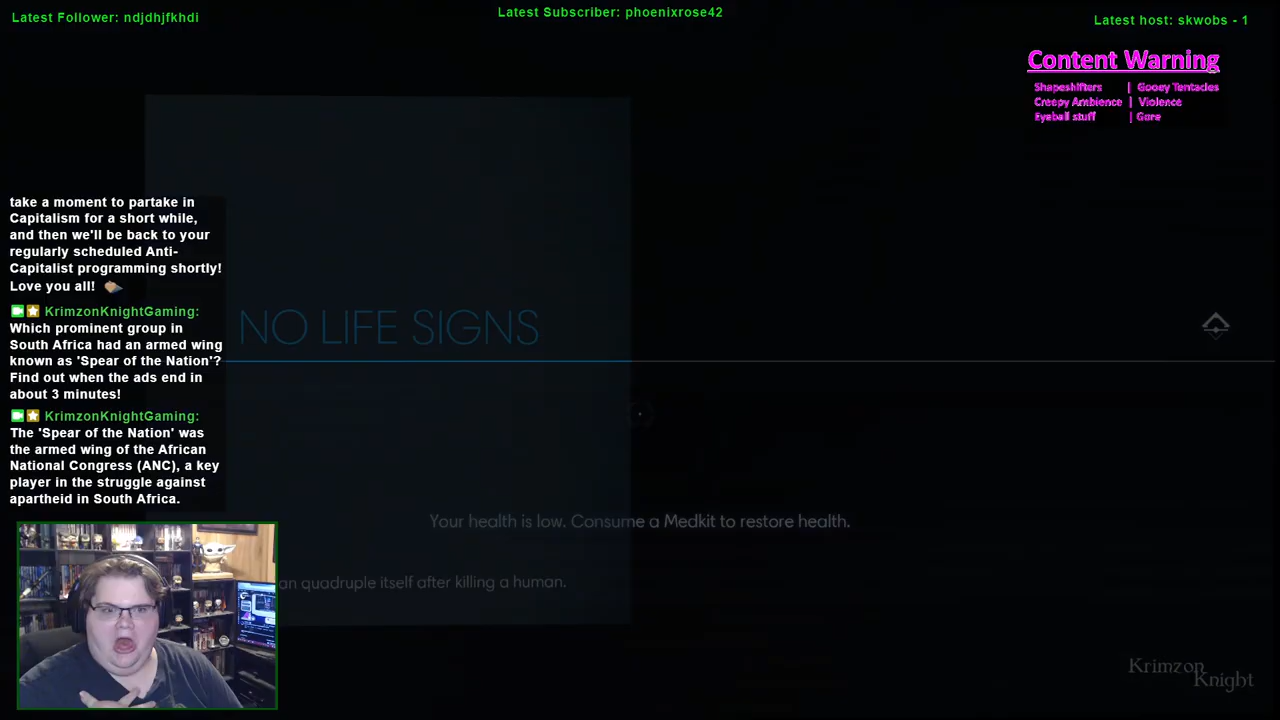 Latest Follower: ndjdhjfkhdi
Latest Subscriber: phoenixrose42
Latest host: skwobs - 1
Content Warning
Shapeshifters | Gooey Tentacles
Creepy Ambience | Violence
Eyeball stuff | Gore
take a moment to partake in
Capitalism for a short while,
and then we'll be back to your
regularly scheduled Anti-
Capitalist programming shortly!
Love you all!
KrimzonKnightGaming:
Which prominent group in
South Africa had an armed wing
known as 'Spear of the Nation'?
Find out when the ads end in
about 3 minutes!
KrimzonKnightGaming:
The 'Spear of the Nation' was
the armed wing of the African
National Congress (ANC), a key
player in the struggle against
apartheid in South Africa.
NO LIFE SIGNS
Your health is low. Consume a Medkit to restore health.
an quadruple itself after killing a human.
Krimzon
Knight